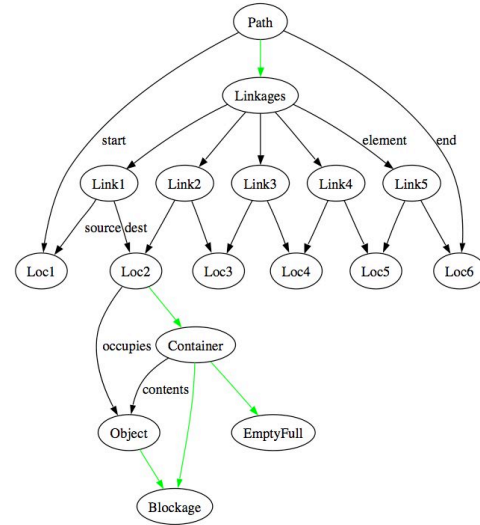 Path
Linkages
start
element
end
Link1
Link2
Link3
Link4
Link5
source
dest
Loc1
Loc2
Loc3
Loc4
Loc5
Loc6
occupies
Container
contents
Object
EmptyFull
Blockage